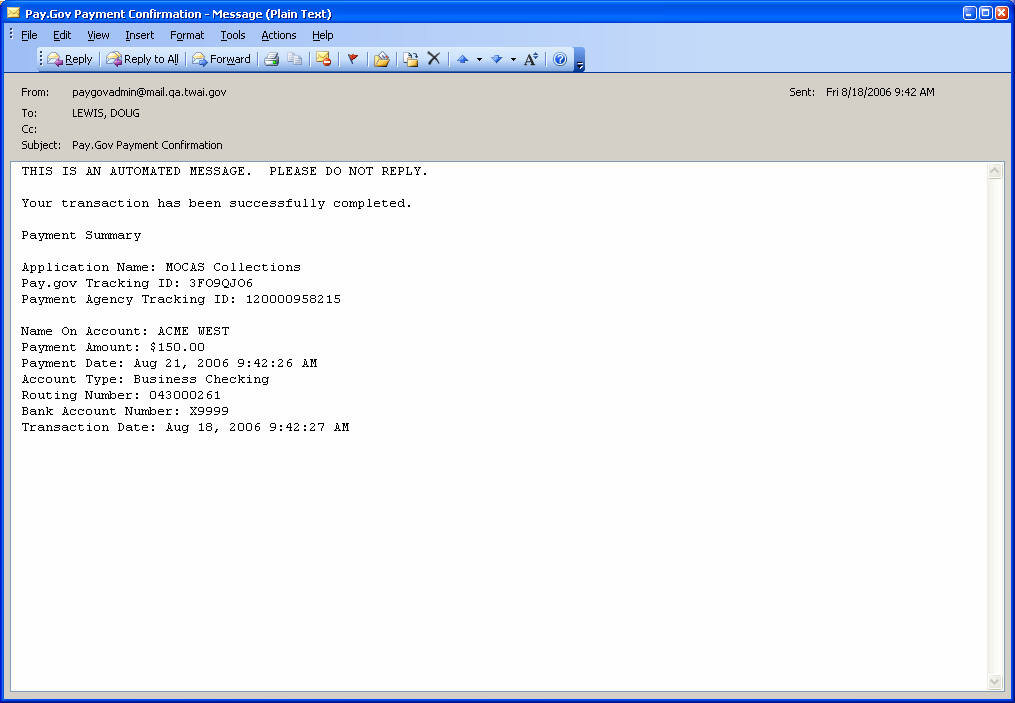 Pay.Gov Payment Confirmation - Message (Plain Text)
File Edit View Insert Format Tools Actions Help
Reply Reply to All Forward
From: paygovadmin@mail.qa.twai.gov Sent: Fri 8/18/2006 9:42 AM
To: LEWIS, DOUG
Cc:
Subject: Pay.Gov Payment Confirmation
THIS IS AN AUTOMATED MESSAGE.  PLEASE DO NOT REPLY.
Your transaction has been successfully completed.
Payment Summary
Application Name: MOCAS Collections
Pay.gov Tracking ID: 3FO9QJO6
Payment Agency Tracking ID: 120000958215
Name On Account: ACME WEST
Payment Amount: $150.00
Payment Date: Aug 21, 2006 9:42:26 AM
Account Type: Business Checking
Routing Number: 043000261
Bank Account Number: X9999
Transaction Date: Aug 18, 2006 9:42:27 AM